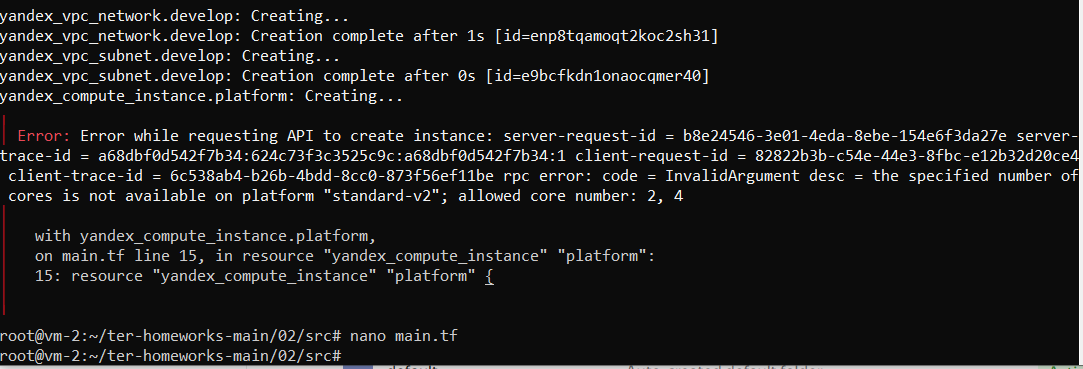 yandex_vpc_network.develop: Creating...
yandex_vpc_network.develop: Creation complete after 1s [id=enp8tqamoqt2koc2sh31]
yandex_vpc_subnet.develop: Creating...
yandex_vpc_subnet.develop: Creation complete after 0s [id=e9bcfkdn1onaocqmer40]
yandex_compute_instance.platform: Creating...
Error: Error while requesting API to create instance: server-request-id = b8e24546-3e01-4eda-8ebe-154e6f3da27e server-
trace-id = a68dbf0d542f7b34:624c73f3c3525c9c:a68dbf0d542f7b34:1 client-request-id = 82822b3b-c54e-44e3-8fbc-e12b32d20ce4
client-trace-id = 6c538ab4-b26b-4bdd-8cc0-873f56ef11be rpc error: code = InvalidArgument desc = the specified number of
cores is not available on platform "standard-v2"; allowed core number: 2, 4
with yandex_compute_instance.platform,
on main.tf line 15, in resource "yandex_compute_instance" "platform":
15: resource "yandex_compute_instance" "platform" {
root@vm-2:~/ter-homeworks-main/02/src# nano main.tf
root@vm-2:~/ter-homeworks-main/02/src#